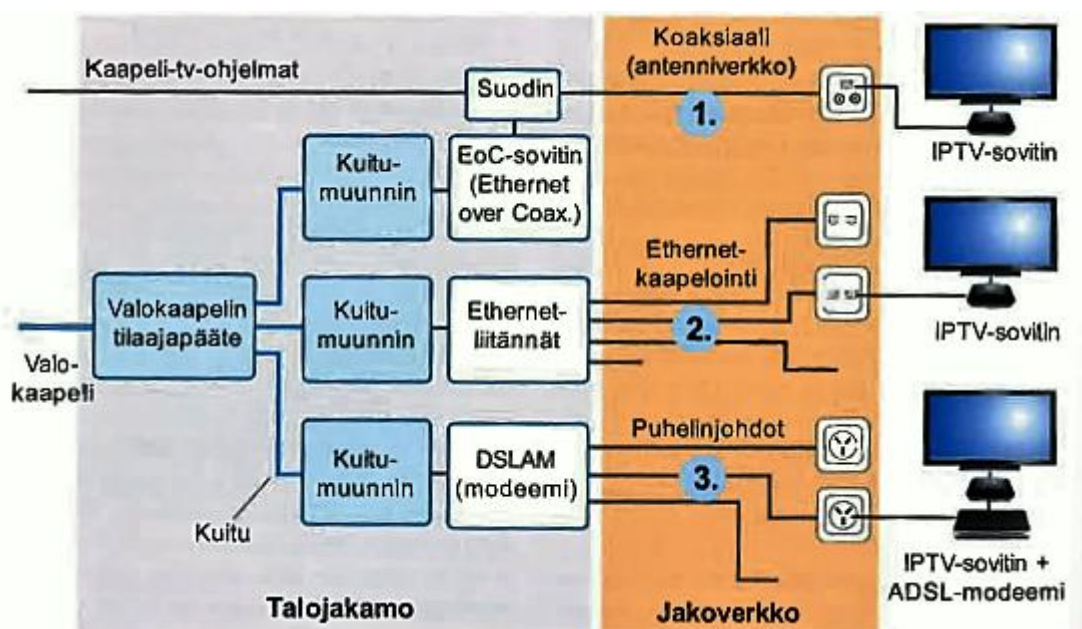 Kaapeli-tv-ohjelmat
Suodin
Koaksiaali
(antenniverkko)
1.
IPTV-sovitin
Kuitu-
muunnin
EoC-sovitin
(Ethernet
over Coax.)
Valokaapelin
tilaajapääte
Kuitu-
muunnin
Ethernet-
liitännät
Ethernet-
kaapelointi
2.
IPTV-sovitin
Valo-
kaapeli
Kuitu-
muunnin
DSLAM
(modeemi)
Puhelinjohdot
3.
Kuitu
IPTV-sovitin +
ADSL-modeemi
Talojakamo
Jakoverkko